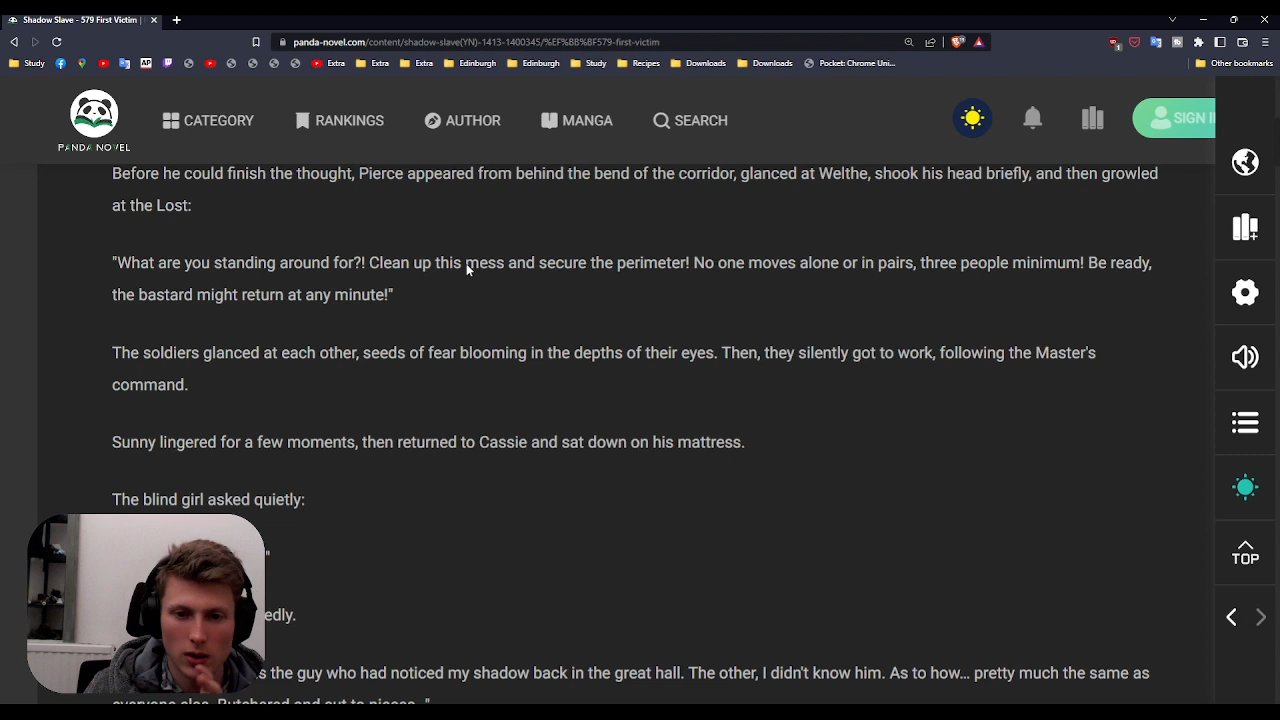 Shadow Slave - 579 First Victim |
panda-novel.com/content/shadow-slave(YN)-1413-1400345/%EF%BB%8F579-first-victim
Study
Extra
Extra
Extra
Edinburgh
Edinburgh
Study
Recipes
Downloads
Downloads
Pocket: Chrome Uni...
Other bookmarks
PANDA NOVEL
CATEGORY
RANKINGS
AUTHOR
MANGA
SEARCH
SIGN I
Before he could finish the thought, Pierce appeared from behind the bend of the corridor, glanced at Welthe, shook his head briefly, and then growled
at the Lost:
"What are you standing around for?! Clean up this mess and secure the perimeter! No one moves alone or in pairs, three people minimum! Be ready,
the bastard might return at any minute!"
The soldiers glanced at each other, seeds of fear blooming in the depths of their eyes. Then, they silently got to work, following the Master's
command.
Sunny lingered for a few moments, then returned to Cassie and sat down on his mattress.
The blind girl asked quietly:
"
edly.
s the guy who had noticed my shadow back in the great hall. The other, I didn't know him. As to how... pretty much the same as
everyone else. Butchered and cut to pieces..."
TOP